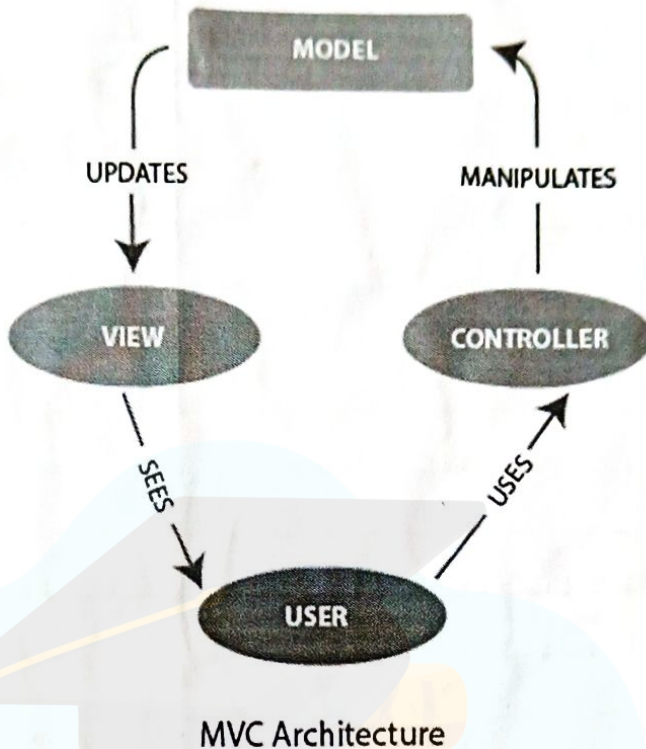 MODEL
UPDATES
MANIPULATES
VIEW
CONTROLLER
SEES
USES
USER
MVC Architecture